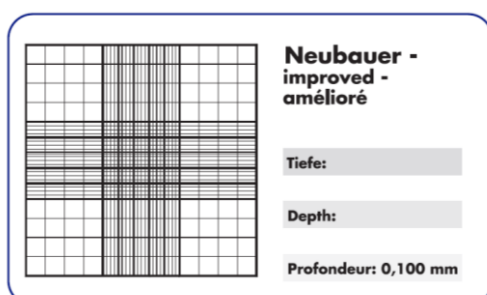 Neubauer -
improved -
amélioré
Tiefe:
Depth:
Profondeur: 0,100 mm